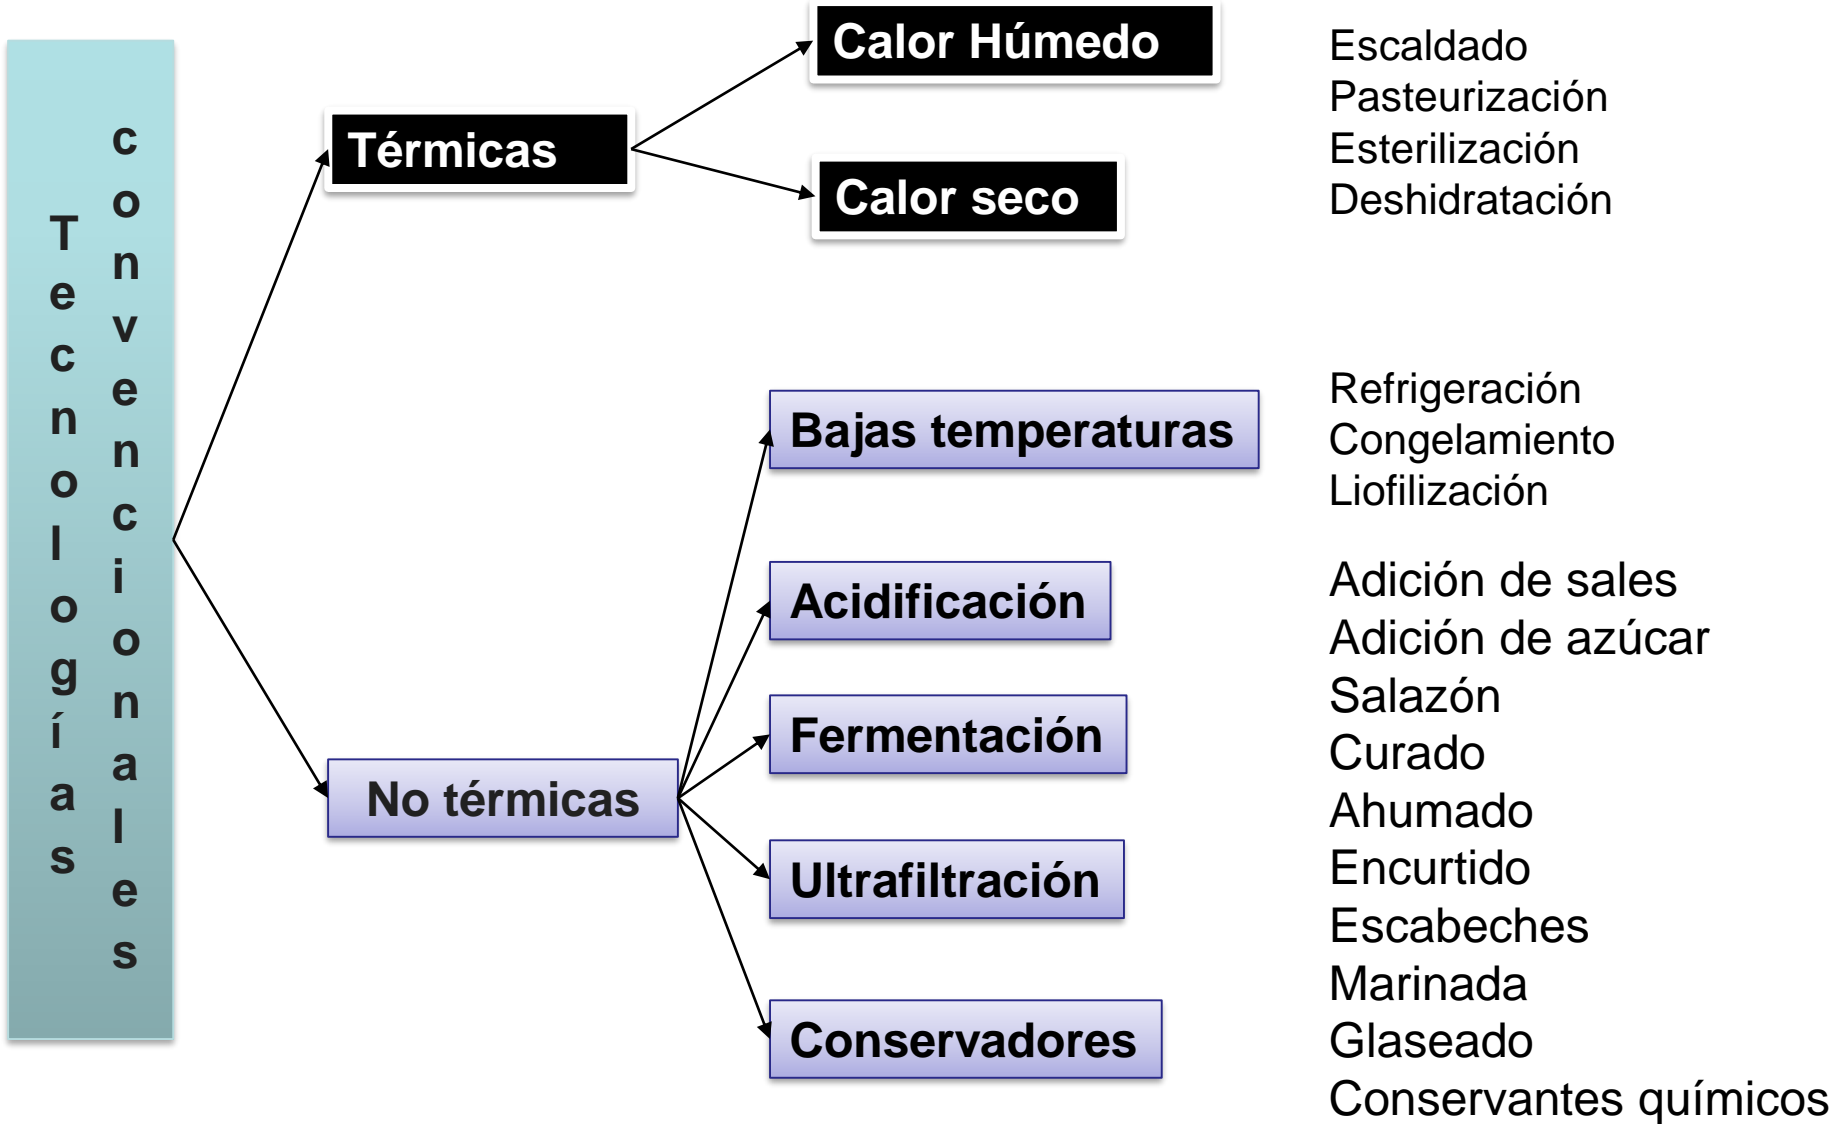 Tecnologías
convencionales
Térmicas
Calor Húmedo
Calor seco
Escaldado
Pasteurización
Esterilización
Deshidratación
No térmicas
Bajas temperaturas
Refrigeración
Congelamiento
Liofilización
Acidificación
Fermentación
Ultrafiltración
Conservadores
Adición de sales
Adición de azúcar
Salazón
Curado
Ahumado
Encurtido
Escabeches
Marinada
Glaseado
Conservantes químicos